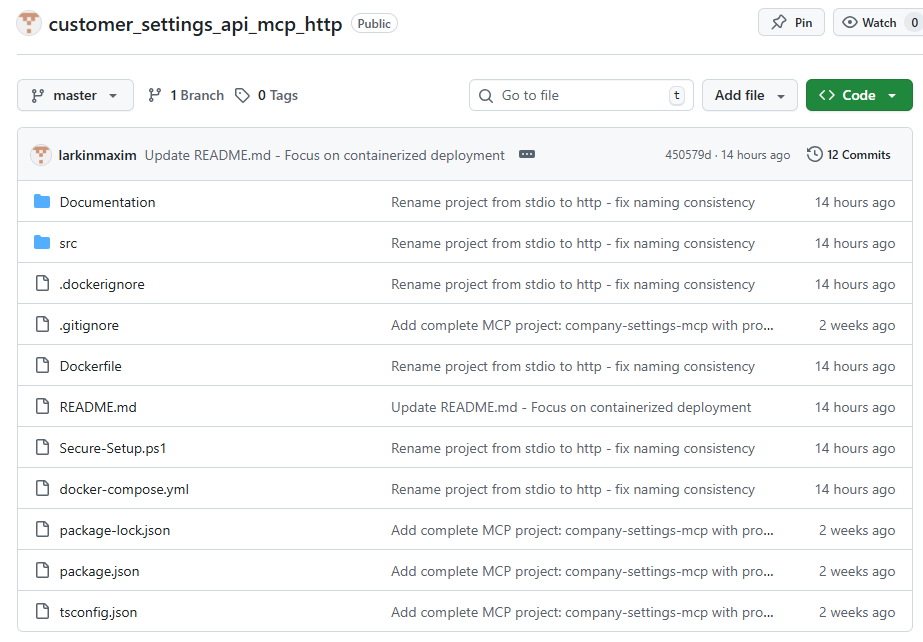 customer_settings_api_mcp_http Public Pin Watch 0
master 1 Branch 0 Tags Go to file t Add file Code
larkinmaxim Update README.md - Focus on containerized deployment 450579d · 14 hours ago 12 Commits
Documentation Rename project from stdio to http - fix naming consistency 14 hours ago
src Rename project from stdio to http - fix naming consistency 14 hours ago
.dockerignore Rename project from stdio to http - fix naming consistency 14 hours ago
.gitignore Add complete MCP project: company-settings-mcp with pro... 2 weeks ago
Dockerfile Rename project from stdio to http - fix naming consistency 14 hours ago
README.md Update README.md - Focus on containerized deployment 14 hours ago
Secure-Setup.ps1 Rename project from stdio to http - fix naming consistency 14 hours ago
docker-compose.yml Rename project from stdio to http - fix naming consistency 14 hours ago
package-lock.json Add complete MCP project: company-settings-mcp with pro... 2 weeks ago
package.json Add complete MCP project: company-settings-mcp with pro... 2 weeks ago
tsconfig.json Add complete MCP project: company-settings-mcp with pro... 2 weeks ago